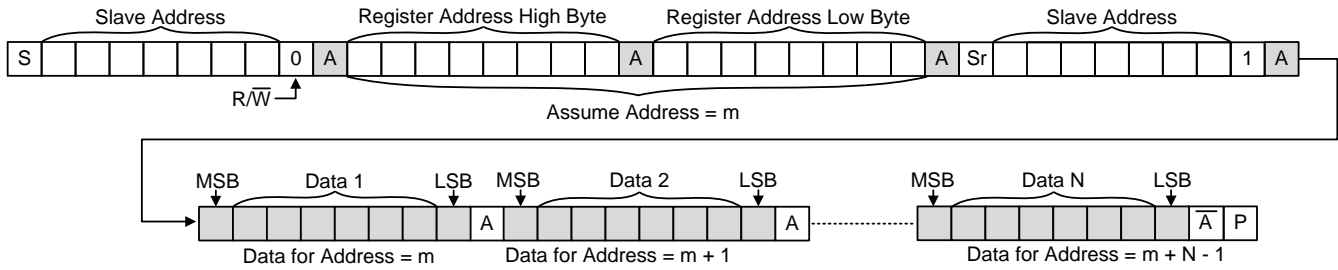 Slave Address Register Address High Byte Register Address Low Byte Slave Address
S 0 A A A Sr 1 A
R/W̅
Assume Address = m
MSB Data 1 LSB MSB Data 2 LSB MSB Data N LSB
A A A̅ P
Data for Address = m Data for Address = m + 1 Data for Address = m + N - 1